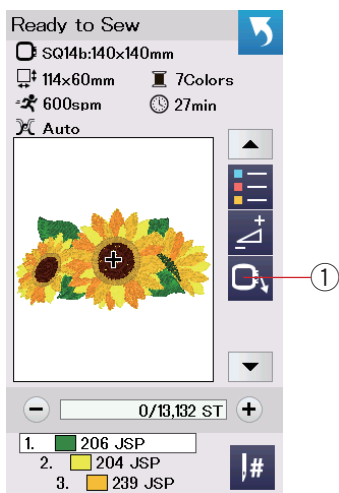 Ready to Sew
SQ14b:140x140mm
114x60mm 7Colors
600spm 27min
Auto
1
0/13,132 ST
1. 206 JSP
2. 204 JSP
3. 239 JSP
#